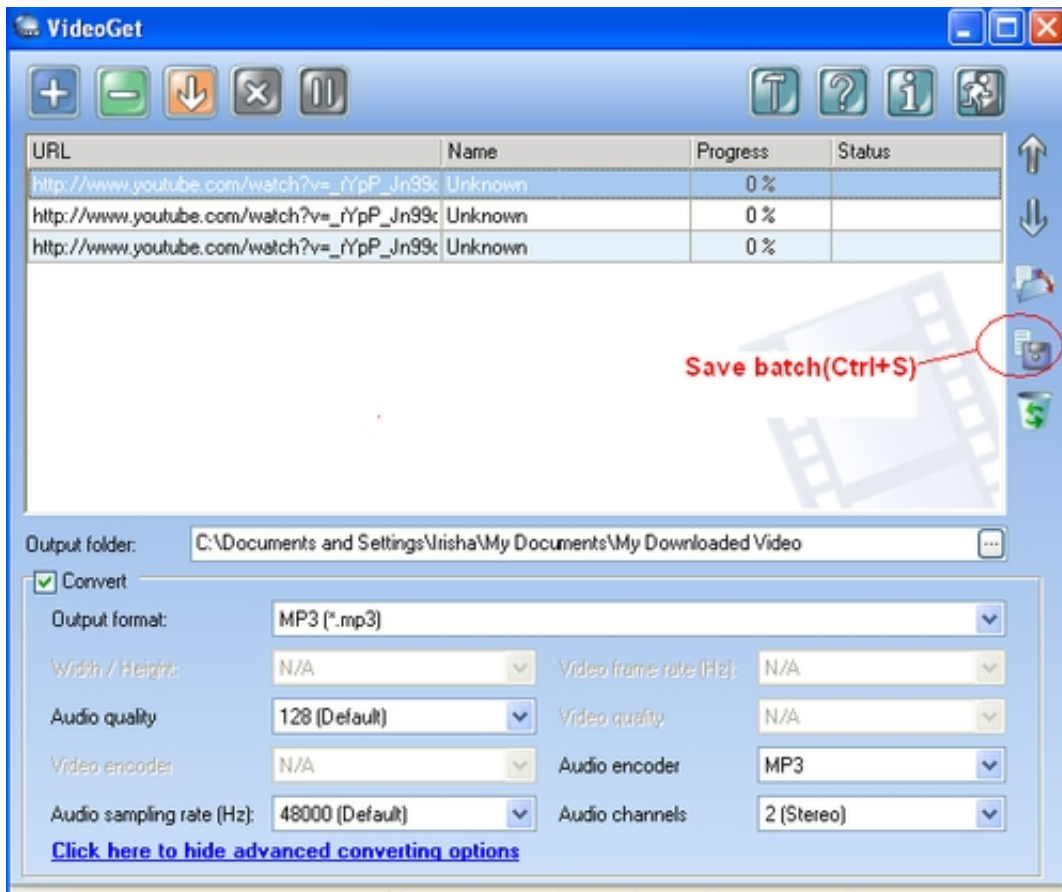 VideoGet
URL Name Progress Status
http://www.youtube.com/watch?v=_rYpP_Jn99c Unknown 0 %
http://www.youtube.com/watch?v=_rYpP_Jn99c Unknown 0 %
http://www.youtube.com/watch?v=_rYpP_Jn99c Unknown 0 %
Save batch(Ctrl+S)
Output folder: C:\Documents and Settings\Irisha\My Documents\My Downloaded Video ...
Convert
Output format: MP3 (*.mp3)
Width / Height: N/A Video frame rate (Hz): N/A
Audio quality 128 (Default) Video quality N/A
Video encoder N/A Audio encoder MP3
Audio sampling rate (Hz): 48000 (Default) Audio channels 2 (Stereo)
Click here to hide advanced converting options